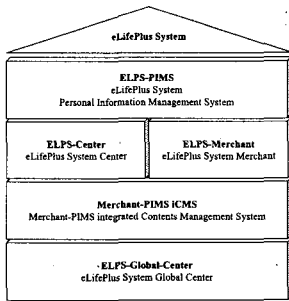 eLifePlus System
ELPS-PIMS
eLifePlus System
Personal Information Management System
ELPS-Center
eLifePlus System Center
ELPS-Merchant
eLifePlus System Merchant
Merchant-PIMS iCMS
Merchant-PIMS integrated Contents Management System
ELPS-Global-Center
eLifePlus System Global Center